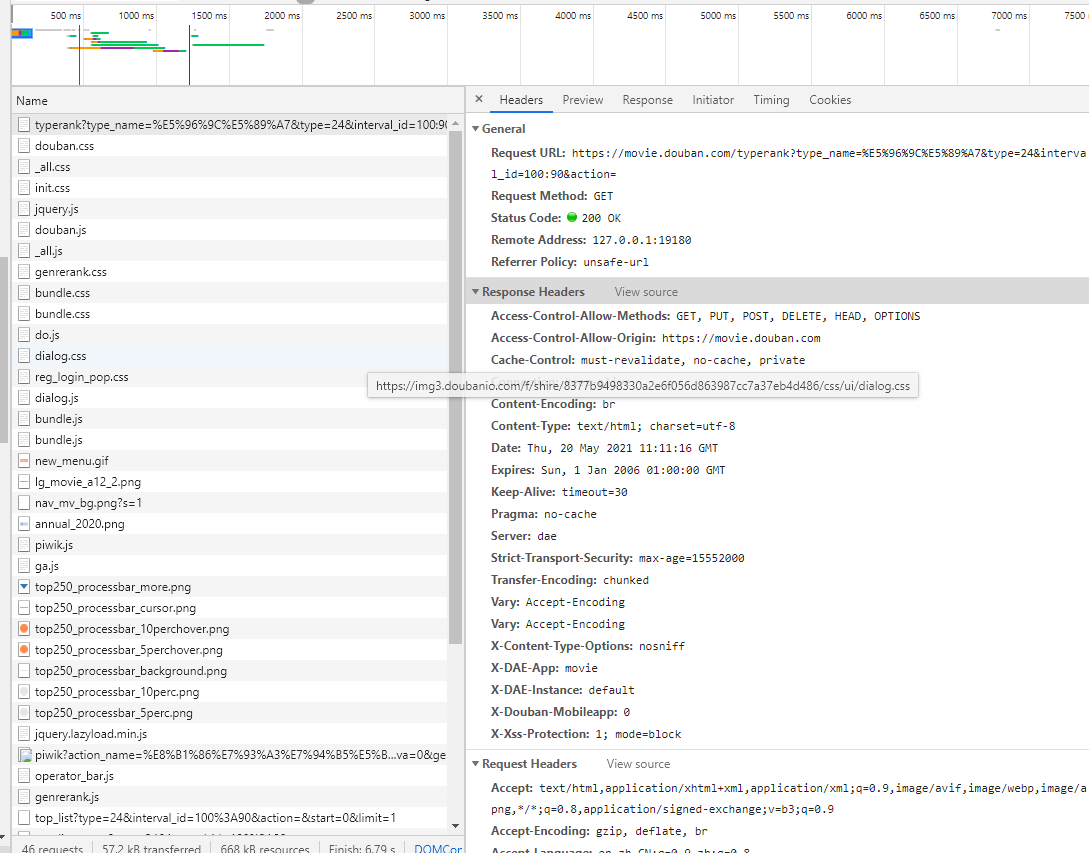 500 ms 1000 ms 1500 ms 2000 ms 2500 ms 3000 ms 3500 ms 4000 ms 4500 ms 5000 ms 5500 ms 6000 ms 6500 ms 7000 ms 7500
Name
typerank?type_name=%E5%96%9C%E5%89%A7&type=24&interval_id=100:90
douban.css
_all.css
init.css
jquery.js
douban.js
_all.js
genrerank.css
bundle.css
bundle.css
do.js
dialog.css
reg_login_pop.css
dialog.js
bundle.js
bundle.js
new_menu.gif
lg_movie_a12_2.png
nav_mv_bg.png?s=1
annual_2020.png
piwik.js
ga.js
top250_processbar_more.png
top250_processbar_cursor.png
top250_processbar_10perchover.png
top250_processbar_5perchover.png
top250_processbar_background.png
top250_processbar_10perc.png
top250_processbar_5perc.png
jquery.lazyload.min.js
piwik?action_name=%E8%B1%86%E7%93%A3%E7%94%B5%E5%B...va=0&ge
operator_bar.js
genrerank.js
top_list?type=24&interval_id=100%3A90&action=&start=0&limit=1
46 requests 57.2 kB transferred 668 kB resources Finish: 6.79 s DOMCor
× Headers Preview Response Initiator Timing Cookies
General
Request URL: https://movie.douban.com/typerank?type_name=%E5%96%9C%E5%89%A7&type=24&interva
l_id=100:90&action=
Request Method: GET
Status Code: 200 OK
Remote Address: 127.0.0.1:19180
Referrer Policy: unsafe-url
Response Headers View source
Access-Control-Allow-Methods: GET, PUT, POST, DELETE, HEAD, OPTIONS
Access-Control-Allow-Origin: https://movie.douban.com
Cache-Control: must-revalidate, no-cache, private
https://img3.doubanio.com/f/shire/8377b9498330a2e6f056d863987cc7a37eb4d486/css/ui/dialog.css
Content-Encoding: br
Content-Type: text/html; charset=utf-8
Date: Thu, 20 May 2021 11:11:16 GMT
Expires: Sun, 1 Jan 2006 01:00:00 GMT
Keep-Alive: timeout=30
Pragma: no-cache
Server: dae
Strict-Transport-Security: max-age=15552000
Transfer-Encoding: chunked
Vary: Accept-Encoding
Vary: Accept-Encoding
X-Content-Type-Options: nosniff
X-DAE-App: movie
X-DAE-Instance: default
X-Douban-Mobileapp: 0
X-Xss-Protection: 1; mode=block
Request Headers View source
Accept: text/html,application/xhtml+xml,application/xml;q=0.9,image/avif,image/webp,image/a
png,*/*;q=0.8,application/signed-exchange;v=b3;q=0.9
Accept-Encoding: gzip, deflate, br
Accept-Language: en,zh-CN;q=0.9,zh;q=0.8